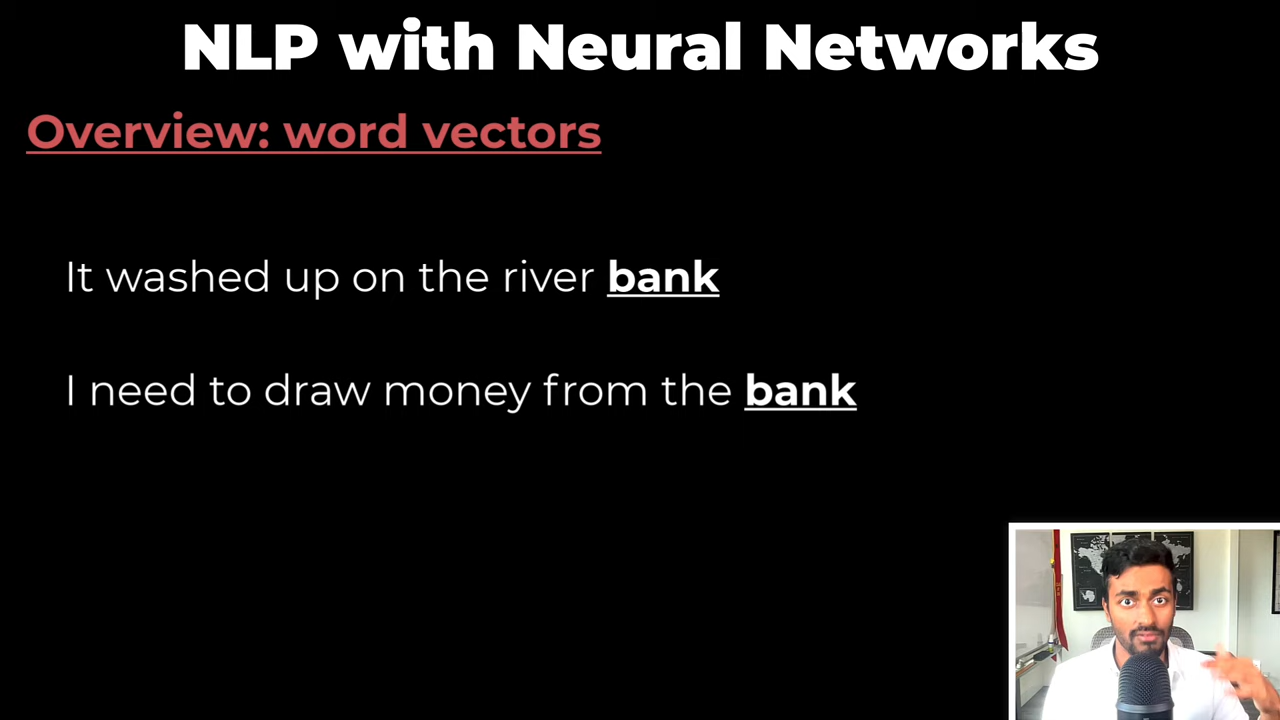 NLP with Neural Networks
Overview: word vectors
It washed up on the river bank
I need to draw money from the bank